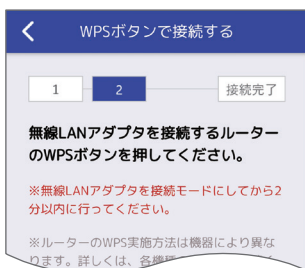 WPSボタンで接続する
1 2 接続完了
無線LANアダプタを接続するルーター
のWPSボタンを押してください。
※無線LANアダプタを接続モードにしてから2
分以内に行ってください。
※ルーターのWPS実施方法は機器により異な
ります。詳しくは、各機種